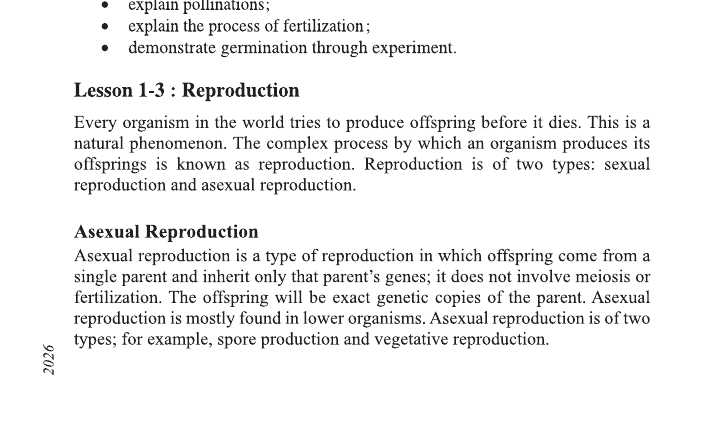 • explain pollinations;
• explain the process of fertilization;
• demonstrate germination through experiment.
Lesson 1-3 : Reproduction
Every organism in the world tries to produce offspring before it dies. This is a
natural phenomenon. The complex process by which an organism produces its
offsprings is known as reproduction. Reproduction is of two types: sexual
reproduction and asexual reproduction.
Asexual Reproduction
Asexual reproduction is a type of reproduction in which offspring come from a
single parent and inherit only that parent’s genes; it does not involve meiosis or
fertilization. The offspring will be exact genetic copies of the parent. Asexual
reproduction is mostly found in lower organisms. Asexual reproduction is of two
types; for example, spore production and vegetative reproduction.
2026